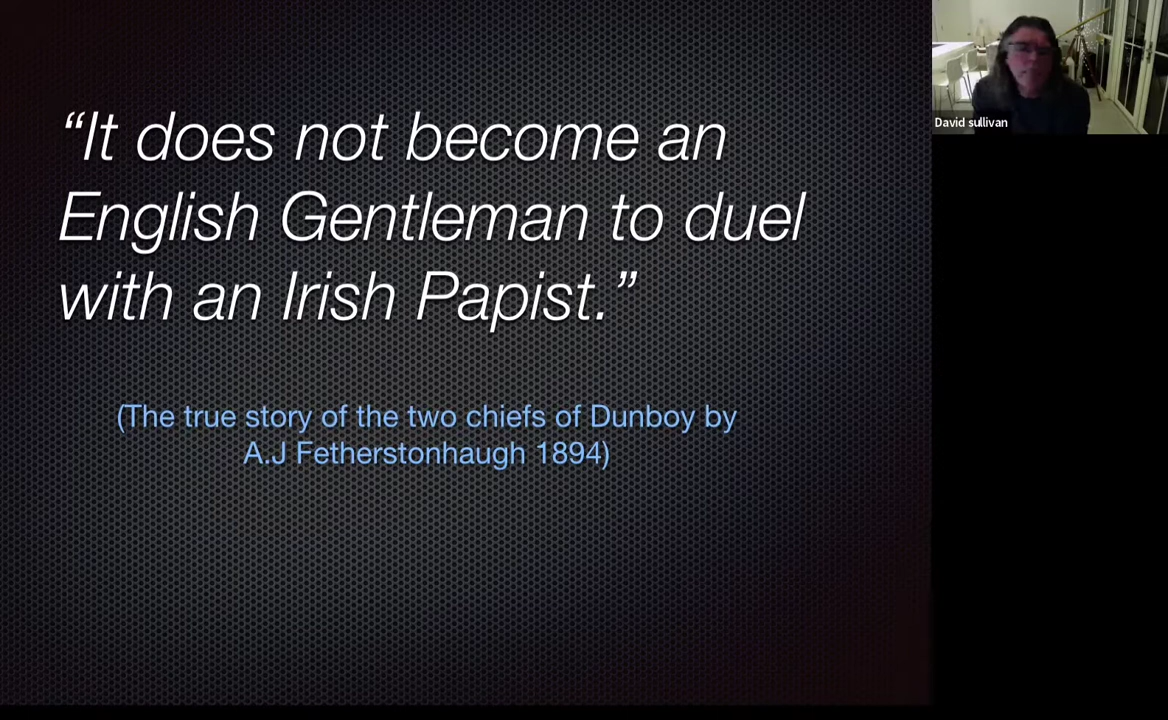 “It does not become an
English Gentleman to duel
with an Irish Papist.”
(The true story of the two chiefs of Dunboy by
A.J Fetherstonhaugh 1894)
David sullivan